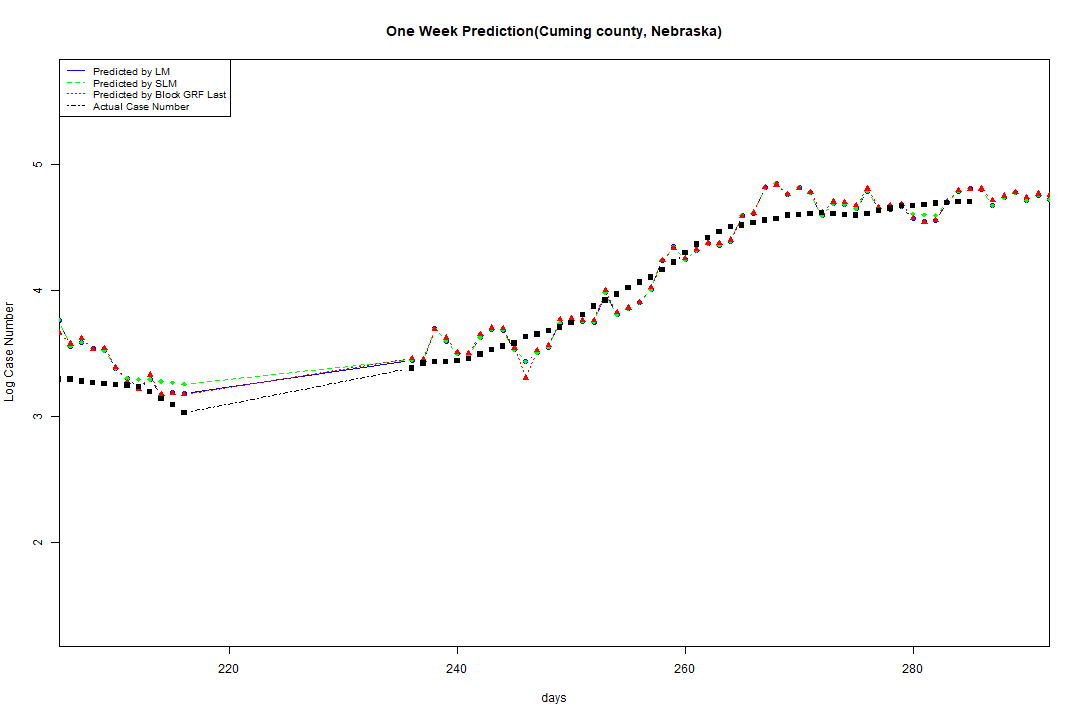 One Week Prediction(Cuming county, Nebraska)
Predicted by LM
Predicted by SLM
Predicted by Block GRF Last
Actual Case Number
5
4
3
2
Log Case Number
220 240 260 280
days